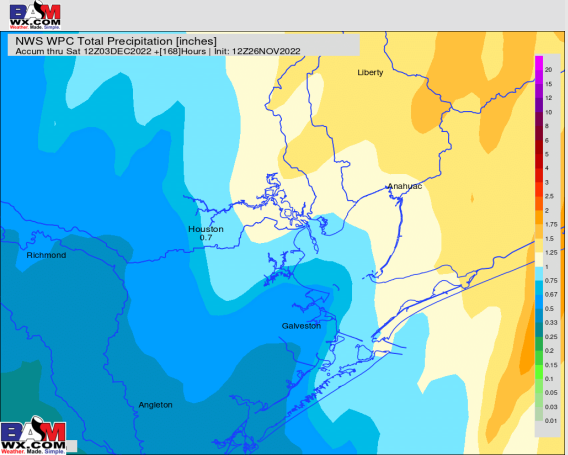 BAM
WX.COM
Weather. Made. Simple.
NWS WPC Total Precipitation [inches]
Accum thru Sat 12Z03DEC2022 +[168]Hours | Init: 12Z26NOV2022
Liberty
Anahuac
Houston
0.7
Richmond
Galveston
Angleton
20
15
12
10
8
6
5
4
3
2.5
2
1.75
1.5
1.25
1
0.75
0.67
0.5
0.33
0.25
0.2
0.15
0.1
0.05
0.03
0.01
BAM
WX.COM
Weather. Made. Simple.